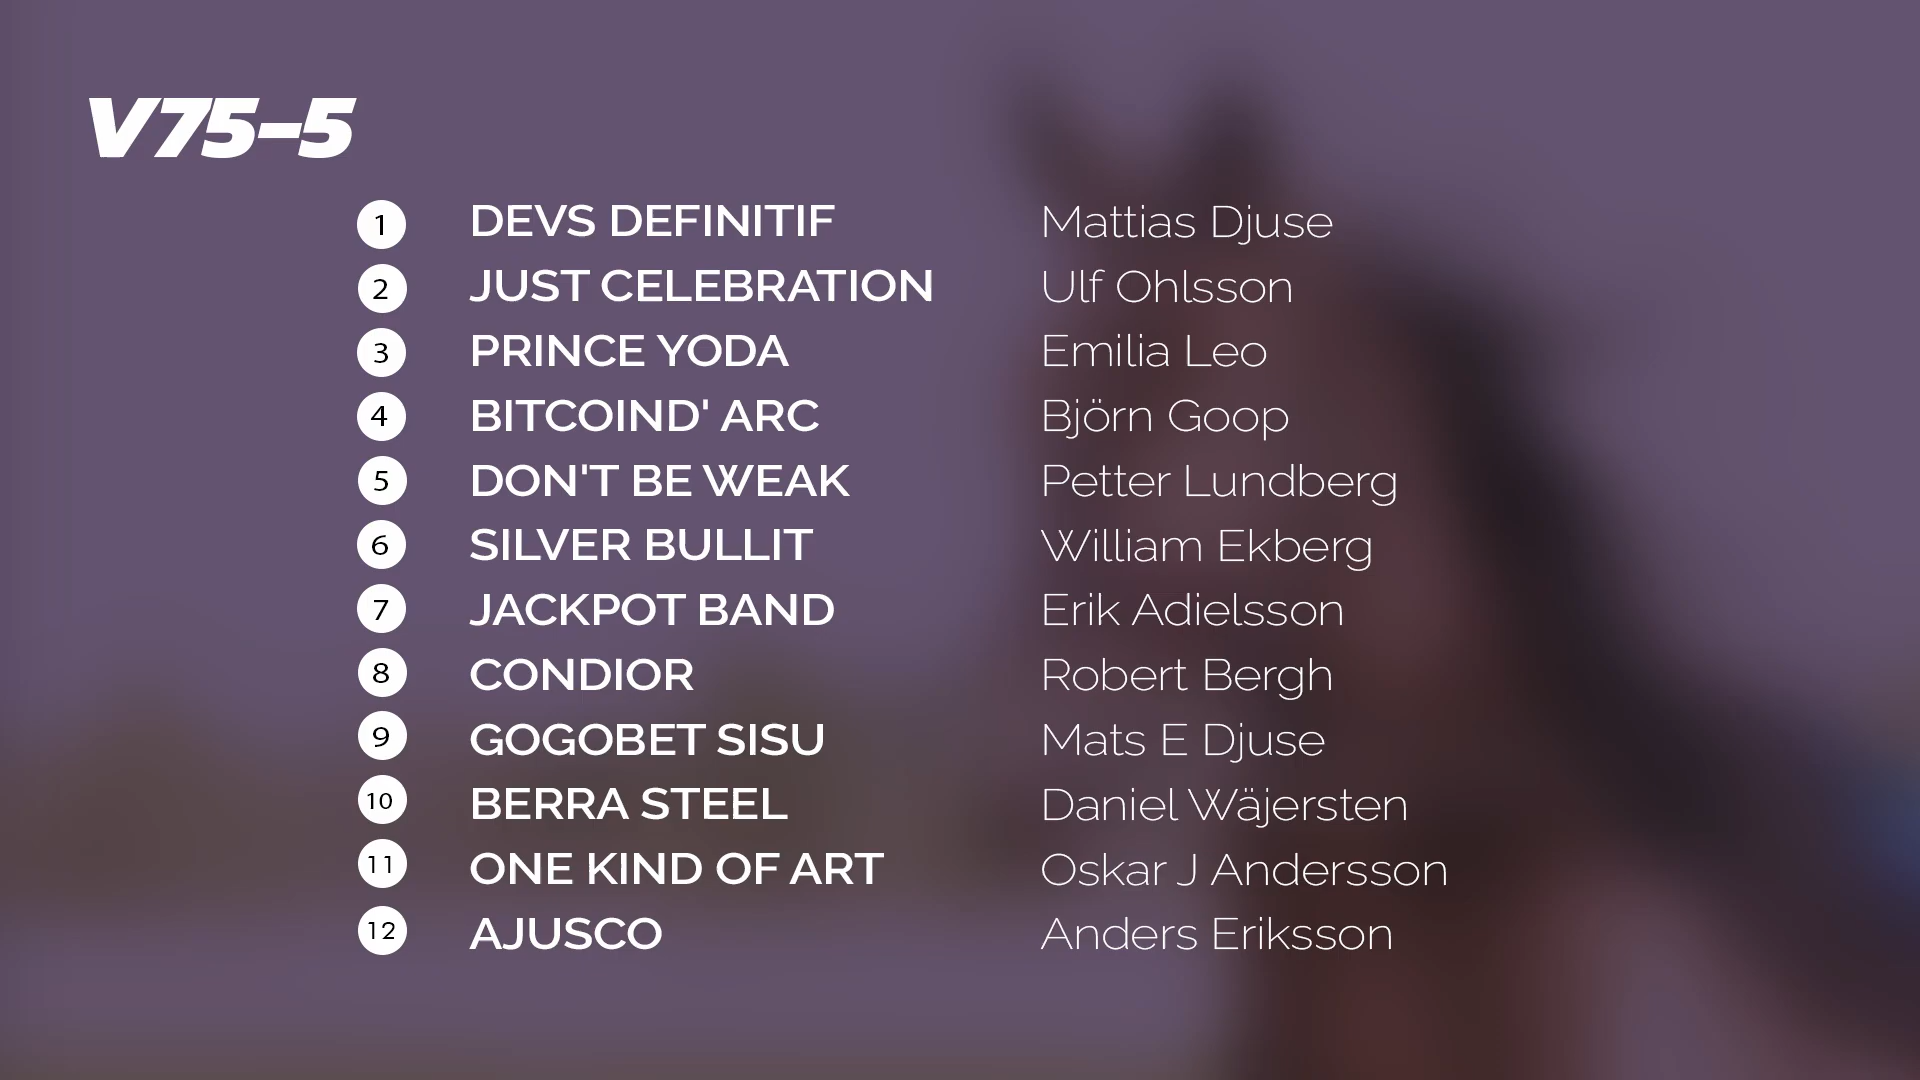 V75-5
1 DEVS DEFINITIF Mattias Djuse
2 JUST CELEBRATION Ulf Ohlsson
3 PRINCE YODA Emilia Leo
4 BITCOIND' ARC Björn Goop
5 DON'T BE WEAK Petter Lundberg
6 SILVER BULLIT William Ekberg
7 JACKPOT BAND Erik Adielsson
8 CONDIOR Robert Bergh
9 GOGOBET SISU Mats E Djuse
10 BERRA STEEL Daniel Wäjersten
11 ONE KIND OF ART Oskar J Andersson
12 AJUSCO Anders Eriksson